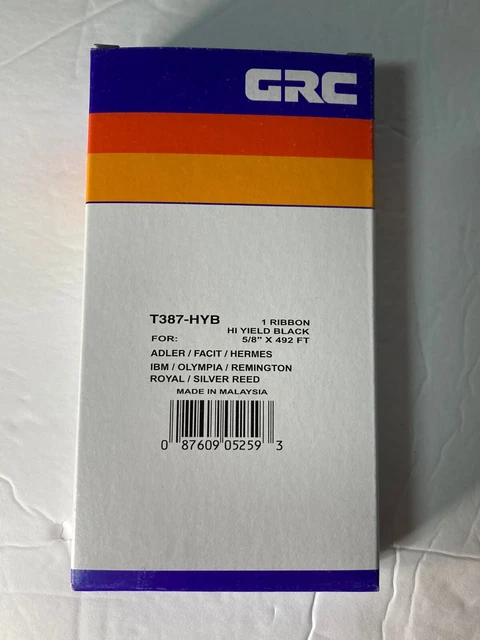 GRC
T387-HYB 1 RIBBON
HI YIELD BLACK
FOR: 5/8" X 492 FT
ADLER / FACIT / HERMES
IBM / OLYMPIA / REMINGTON
ROYAL / SILVER REED
MADE IN MALAYSIA
0 87609 05259 3